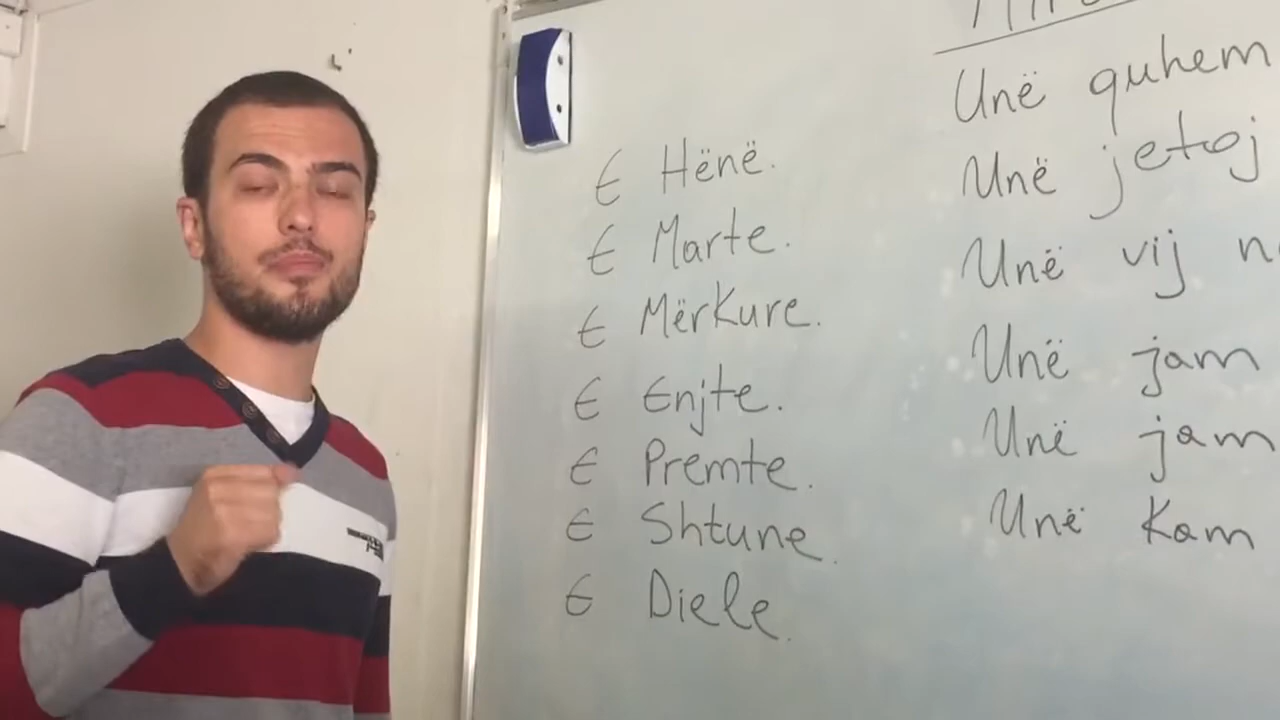 E Hënë.
E Marte.
E Mërkure.
E Enjte.
E Premte.
E Shtune.
E Diele.
Unë quhem
Unë jetoj
Unë vij
Unë jam
Unë jam
Unë Kam